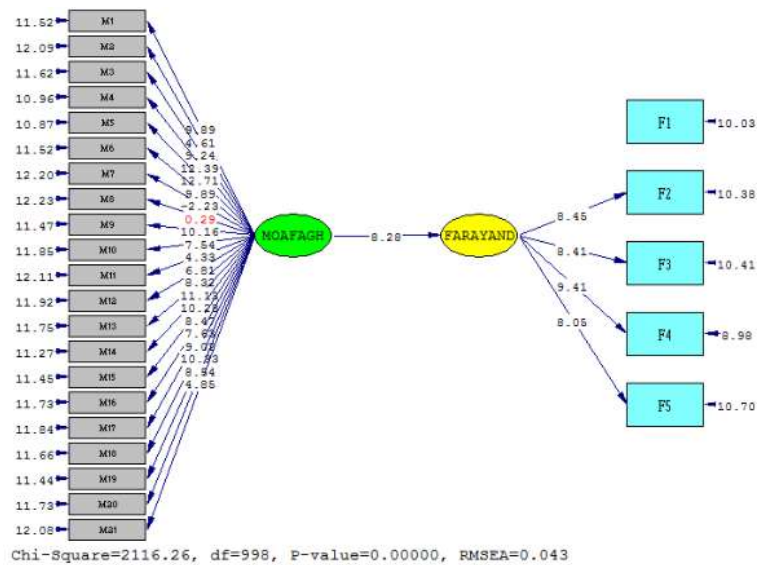 11.52 M1
12.09 M2
11.62 M3
10.96 M4
10.87 M5
11.52 M6
12.20 M7
12.23 M8
11.47 M9
11.85 M10
12.11 M11
11.92 M12
11.75 M13
11.27 M14
11.45 M15
11.73 M16
11.84 M17
11.66 M18
11.44 M19
11.73 M20
12.08 M21
9.89
4.61
9.24
12.39
12.71
9.89
-2.23
0.29
10.16
7.54
4.33
6.81
8.32
11.13
10.28
8.47
7.63
9.02
8.54
4.85
MOAFAGH
8.28
FARAYAND
8.45
8.41
9.41
8.05
F1 10.03
F2 10.38
F3 10.41
F4 8.98
F5 10.70
Chi-Square=2116.26, df=998, P-value=0.00000, RMSEA=0.043